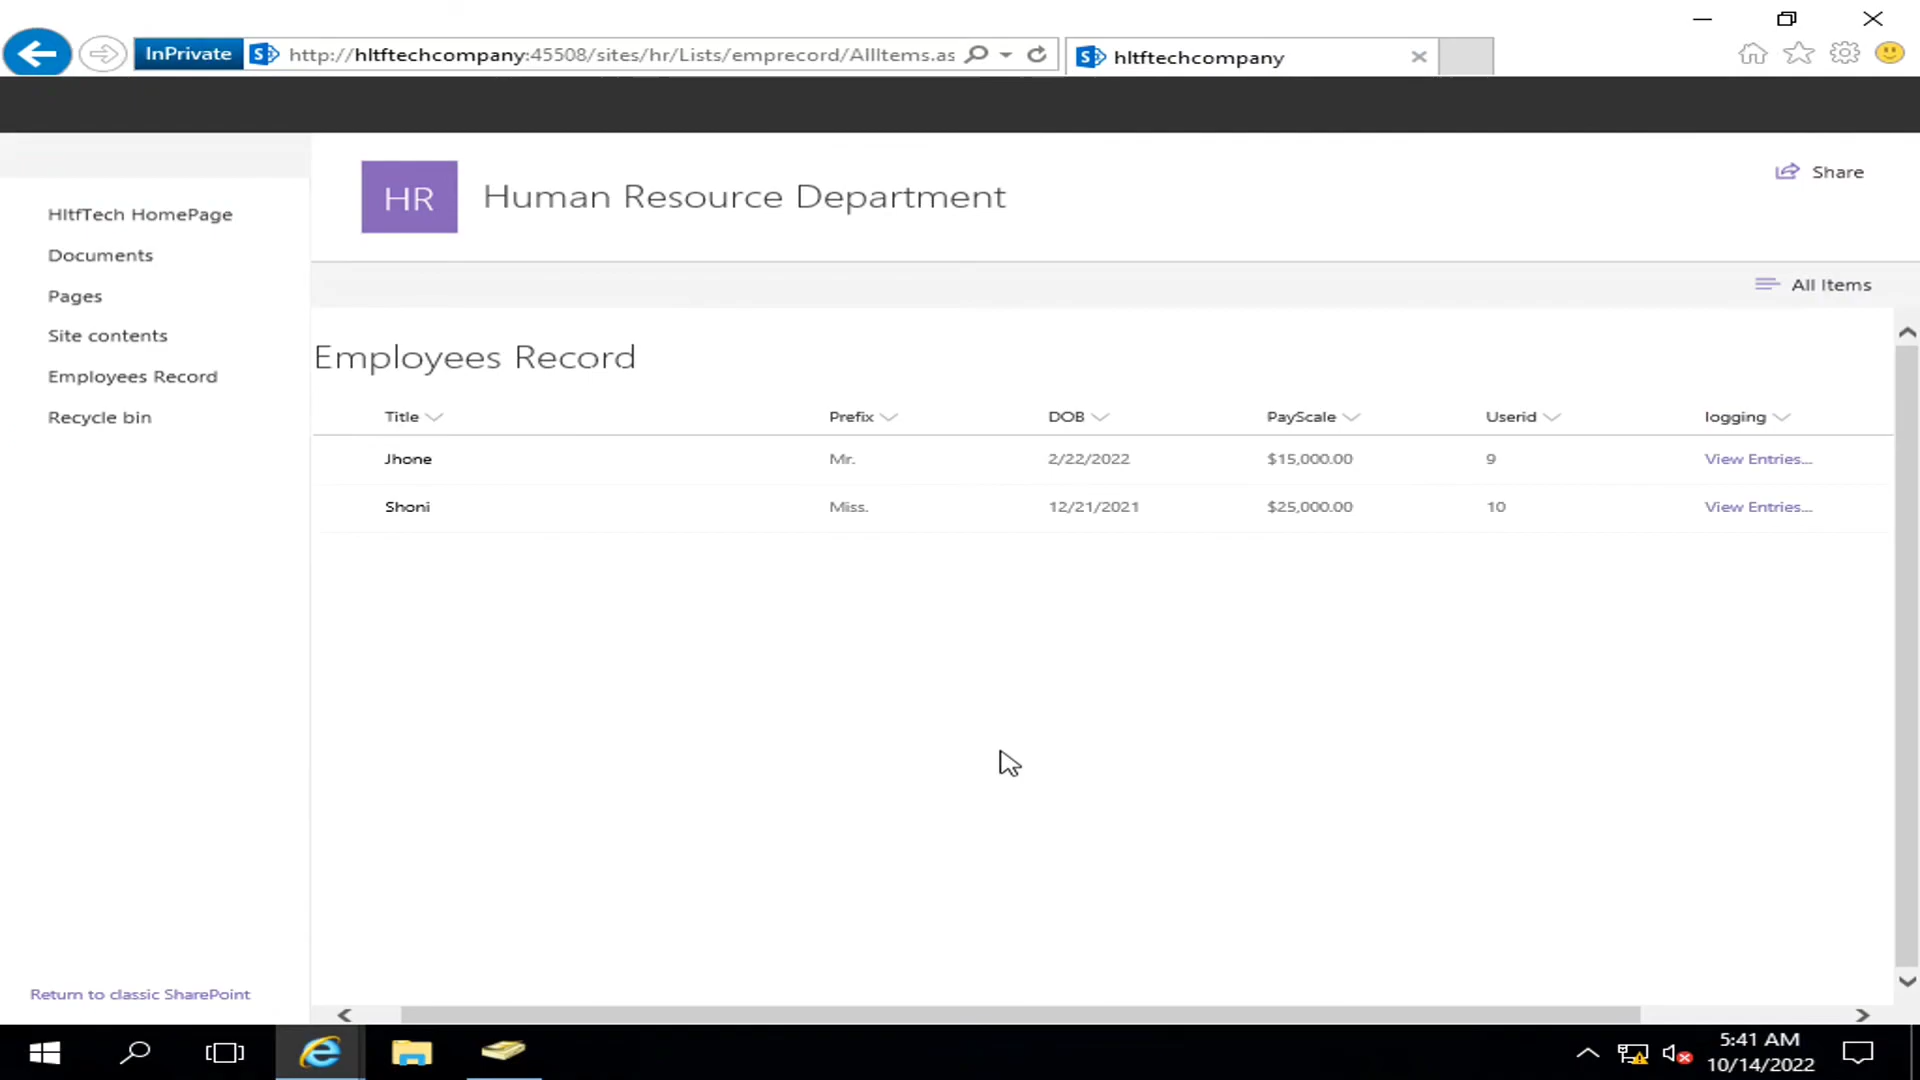 InPrivate http://hltftechcompany:45508/sites/hr/Lists/emprecord/AllItems.as hltftechcompany
HR Human Resource Department
Share
HltfTech HomePage
Documents
Pages
Site contents
Employees Record
Recycle bin
All Items
Employees Record
Title Prefix DOB PayScale Userid logging
Jhone Mr. 2/22/2022 $15,000.00 9 View Entries...
Shoni Miss. 12/21/2021 $25,000.00 10 View Entries...
Return to classic SharePoint
5:41 AM
10/14/2022